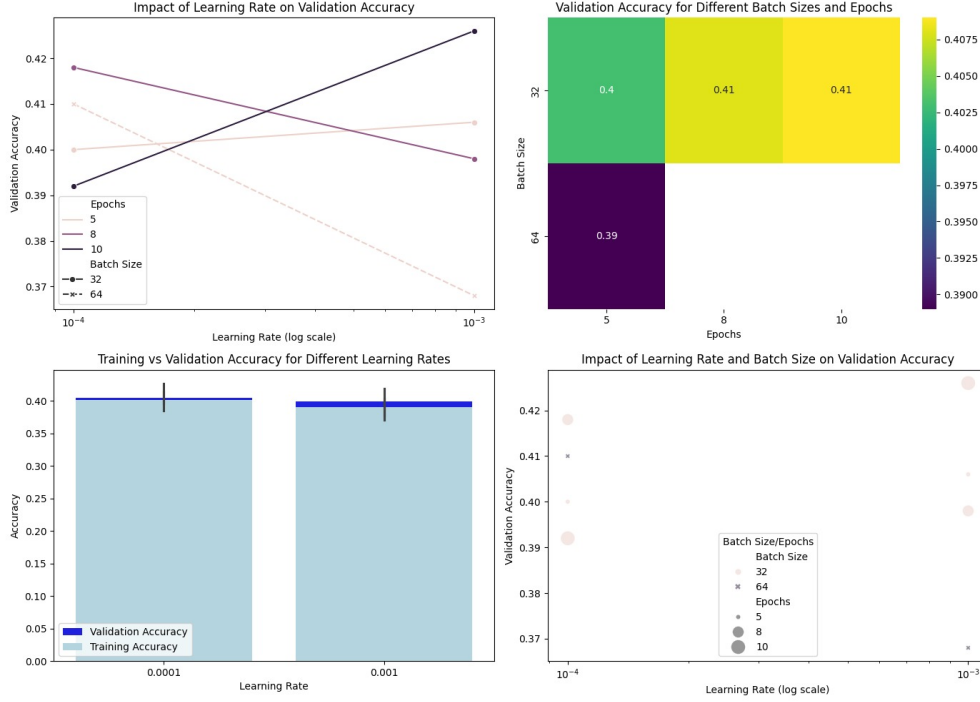 Impact of Learning Rate on Validation Accuracy
Validation Accuracy
0.42
0.41
0.40
0.39
0.38
0.37
Epochs
5
8
10
Batch Size
32
64
10⁻⁴
10⁻³
Learning Rate (log scale)
Validation Accuracy for Different Batch Sizes and Epochs
Batch Size
32
64
0.4
0.41
0.41
0.39
5
8
10
Epochs
0.4075
0.4050
0.4025
0.4000
0.3975
0.3950
0.3925
0.3900
Training vs Validation Accuracy for Different Learning Rates
Accuracy
0.40
0.35
0.30
0.25
0.20
0.15
0.10
0.05
0.00
Validation Accuracy
Training Accuracy
0.0001
0.001
Learning Rate
Impact of Learning Rate and Batch Size on Validation Accuracy
Validation Accuracy
0.42
0.41
0.40
0.39
0.38
0.37
Batch Size/Epochs
Batch Size
32
64
Epochs
5
8
10
10⁻⁴
10⁻³
Learning Rate (log scale)